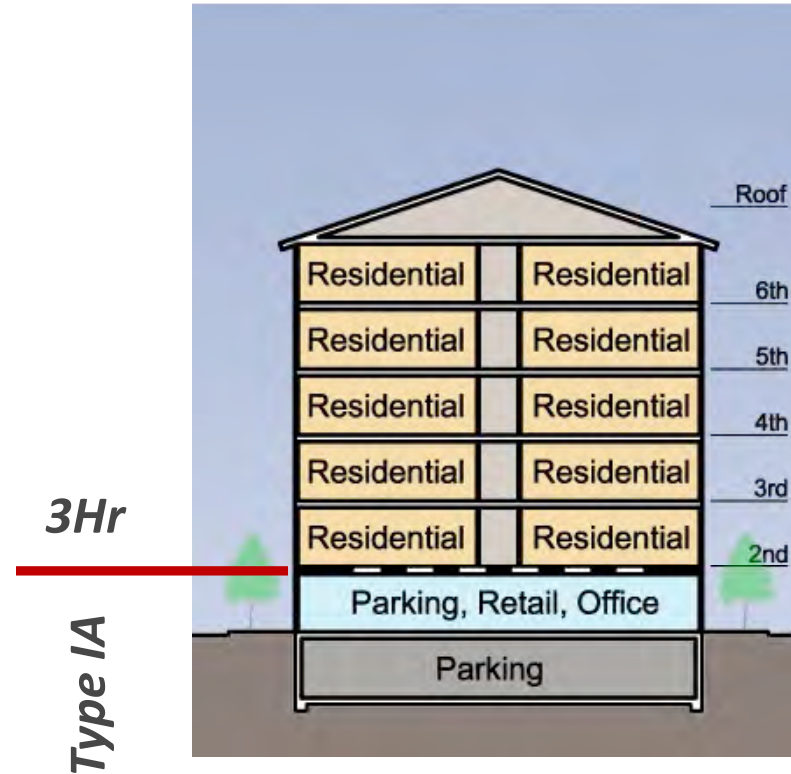 Roof
Residential Residential
6th
Residential Residential
5th
Residential Residential
4th
Residential Residential
3rd
3Hr
Residential Residential
2nd
Parking, Retail, Office
Type IA
Parking